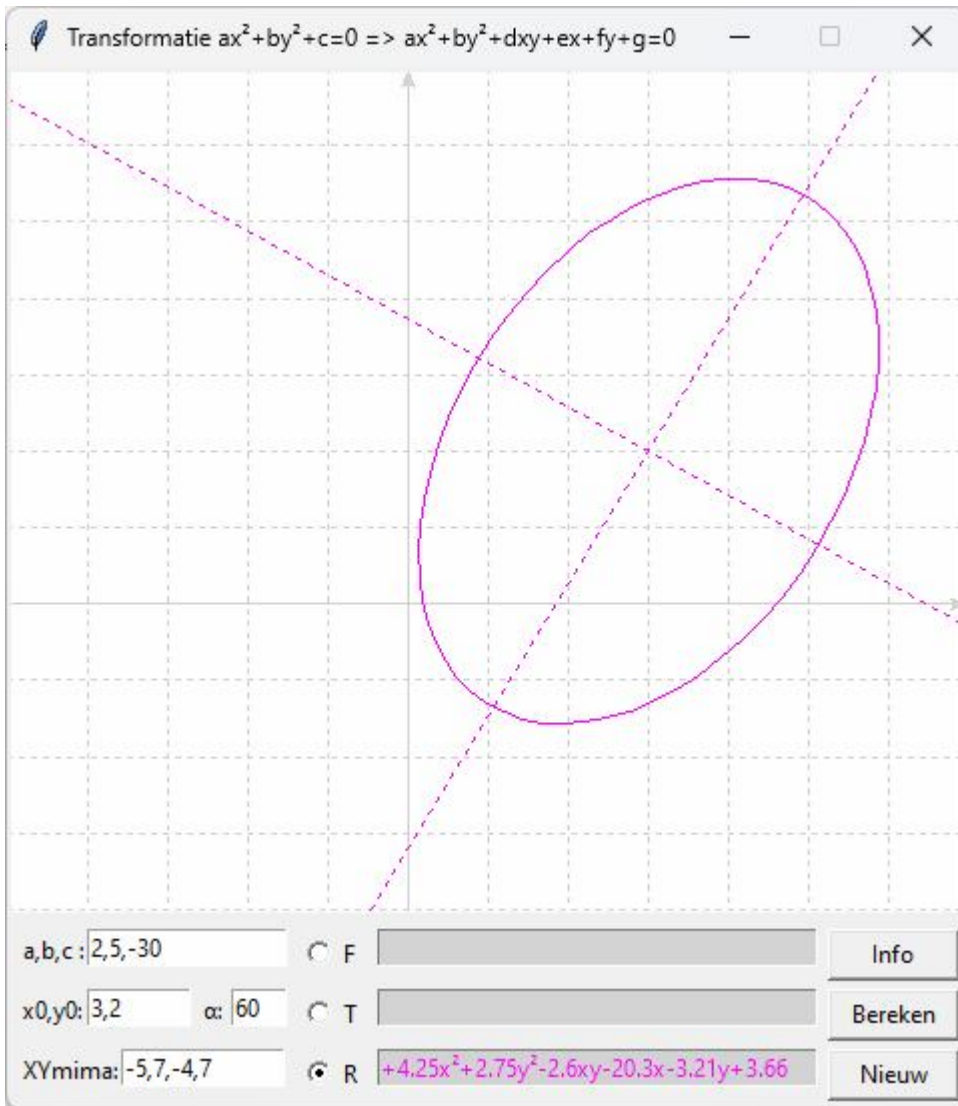 Transformatie ax²+by²+c=0 => ax²+by²+dxy+ex+fy+g=0
a,b,c : 2,5,-30 F Info
x0,y0: 3,2 α: 60 T Bereken
XYmima: -5,7,-4,7 R +4.25x²+2.75y²-2.6xy-20.3x-3.21y+3.66 Nieuw